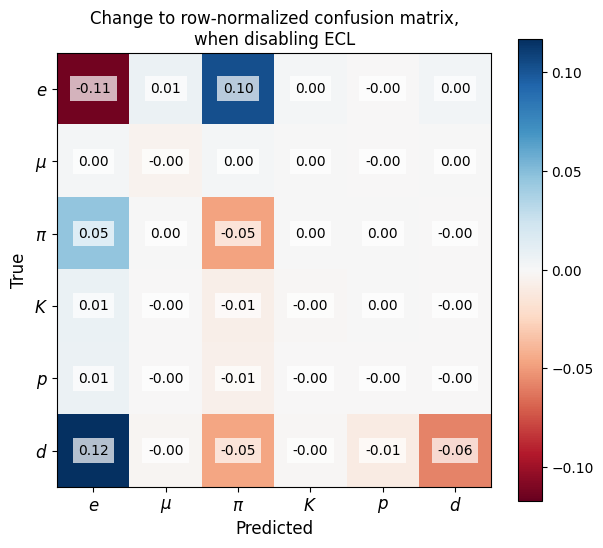 Change to row-normalized confusion matrix,
when disabling ECL
e -0.11 0.01 0.10 0.00 -0.00 0.00
μ 0.00 -0.00 0.00 0.00 -0.00 0.00
π 0.05 0.00 -0.05 0.00 0.00 -0.00
K 0.01 -0.00 -0.01 -0.00 0.00 -0.00
p 0.01 -0.00 -0.01 -0.00 -0.00 -0.00
d 0.12 -0.00 -0.05 -0.00 -0.01 -0.06
e μ π K p d
True
Predicted
0.10
0.05
0.00
−0.05
−0.10